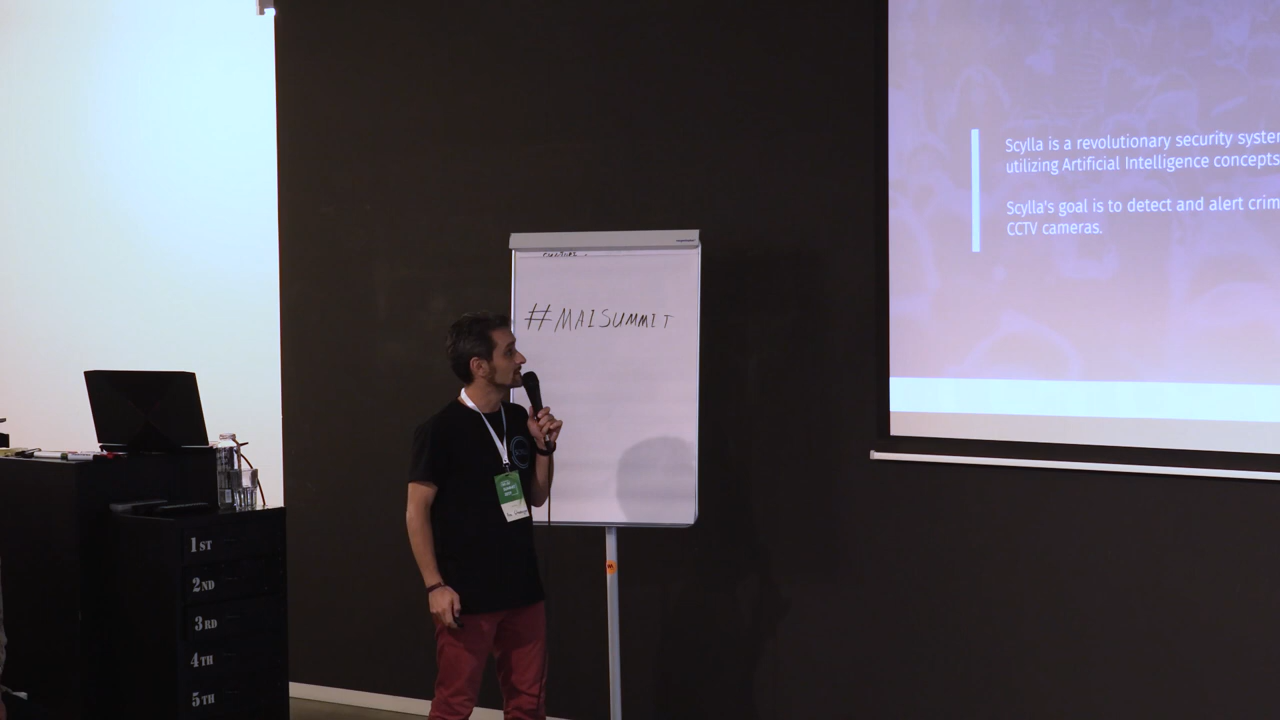 #MAISUMMIT
Scylla is a revolutionary security system
utilizing Artificial Intelligence concepts
Scylla's goal is to detect and alert crim
CCTV cameras.
1ST
2ND
3RD
4TH
5TH